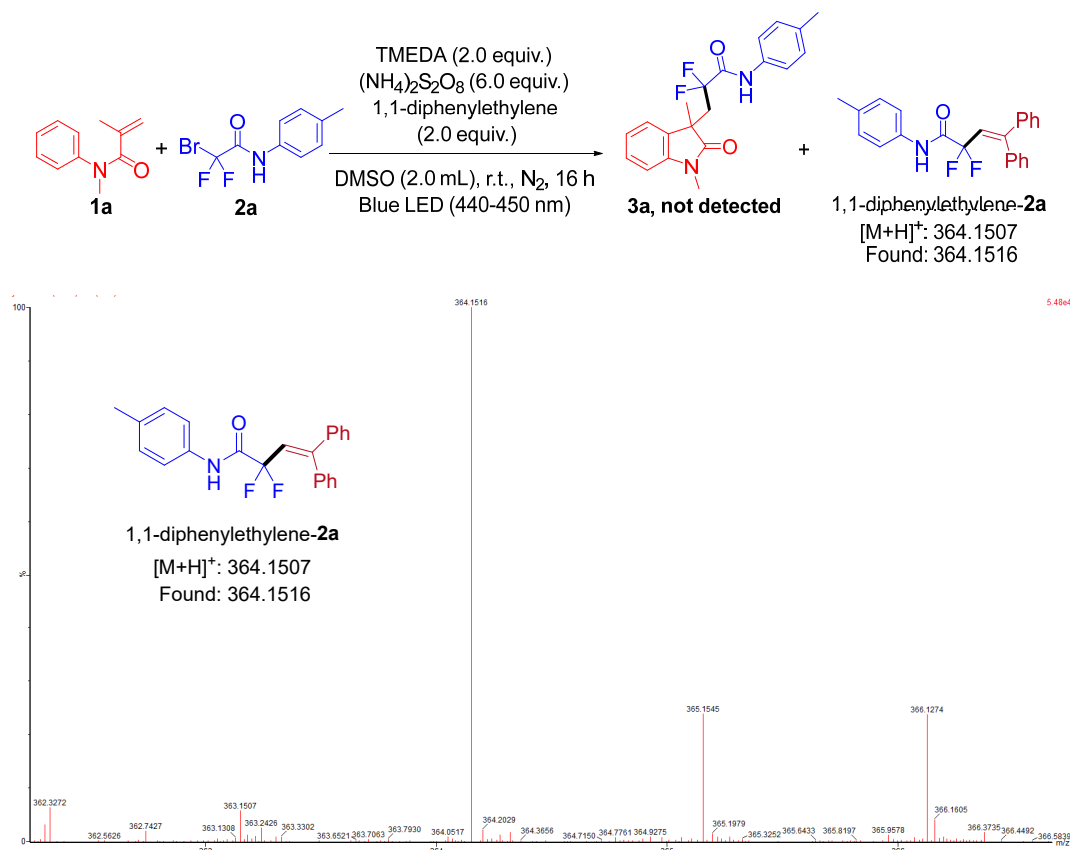 TMEDA (2.0 equiv.)
(NH4)2S2O8 (6.0 equiv.)
1,1-diphenylethylene
(2.0 equiv.)
DMSO (2.0 mL), r.t., N2, 16 h
Blue LED (440-450 nm)
N
O
1a
+
Br
O
F F
N
H
2a
O
N
H
F
F
O
N
3a, not detected
+
O
N
H
F F
Ph
Ph
1,1-diphenylethylene-2a
[M+H]+: 364.1507
Found: 364.1516
100
364.1516
5.48e4
O
N
H
F F
Ph
Ph
1,1-diphenylethylene-2a
[M+H]+: 364.1507
Found: 364.1516
%
365.1545
366.1274
362.3272
362.5626
362.7427
363.1308
363.1507
363.2426
363.3302
363.6521
363.7063
363.7930
364.0517
364.2029
364.3656
364.7150
364.7761
364.9275
365.1979
365.3252
365.6433
365.8197
365.9578
366.1605
366.3735
366.4492
366.5839
0
m/z